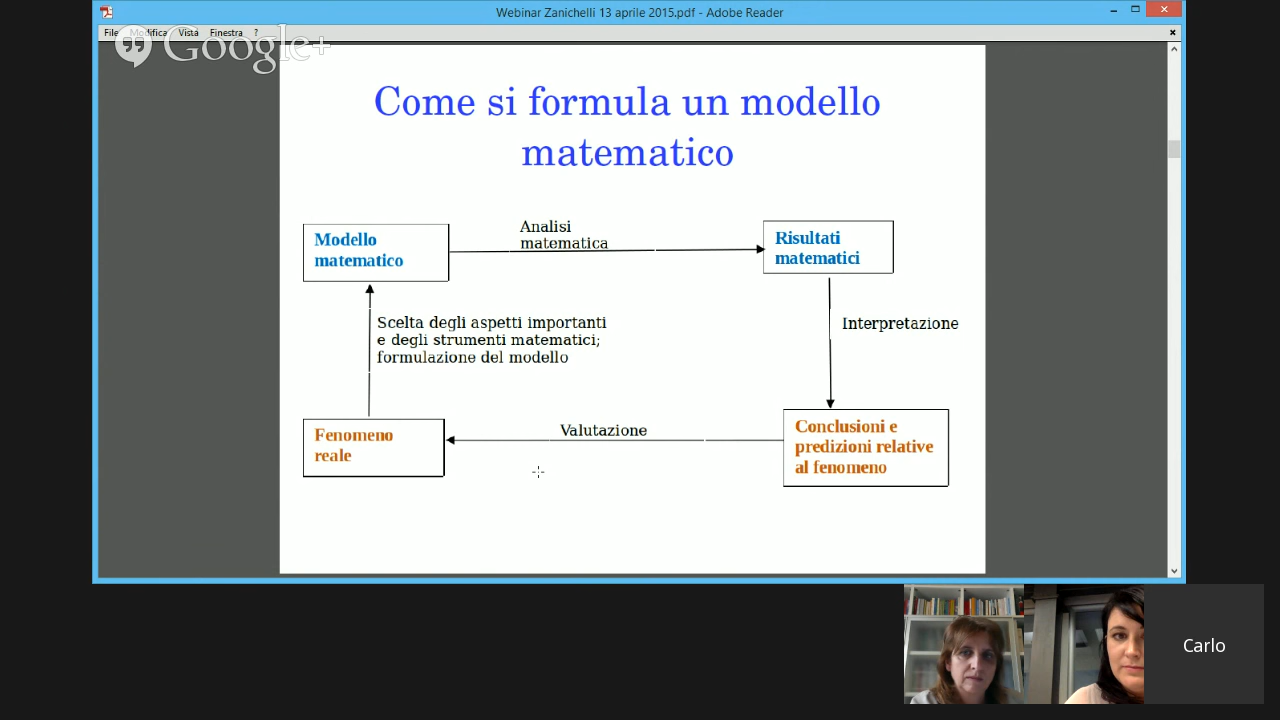 Webinar Zanichelli 13 aprile 2015.pdf - Adobe Reader
File Modifica Vista Finestra ?
Google+
Come si formula un modello
matematico
Modello
matematico
Analisi
matematica
Risultati
matematici
Scelta degli aspetti importanti
e degli strumenti matematici;
formulazione del modello
Interpretazione
Fenomeno
reale
Valutazione
Conclusioni e
predizioni relative
al fenomeno
Carlo